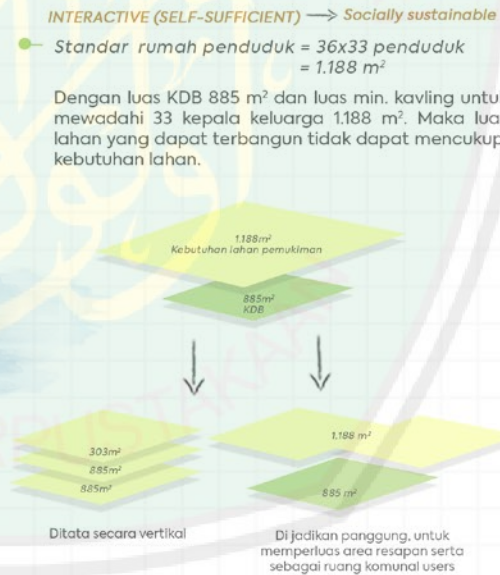 INTERACTIVE (SELF-SUFFICIENT) → Socially sustainable
Standar rumah penduduk = 36x33 penduduk
= 1.188 m²
Dengan luas KDB 885 m² dan luas min. kavling untu
mewadahi 33 kepala keluarga 1.188 m². Maka lua
lahan yang dapat terbangun tidak dapat mencukup
kebutuhan lahan.
1.188m²
Kebutuhan lahan pemukiman
885m²
KDB
303m²
885m²
885m²
1.188 m²
885 m²
Ditata secara vertikal
Di jadikan panggung, untuk
memperluas area resapan serta
sebagai ruang komunal users